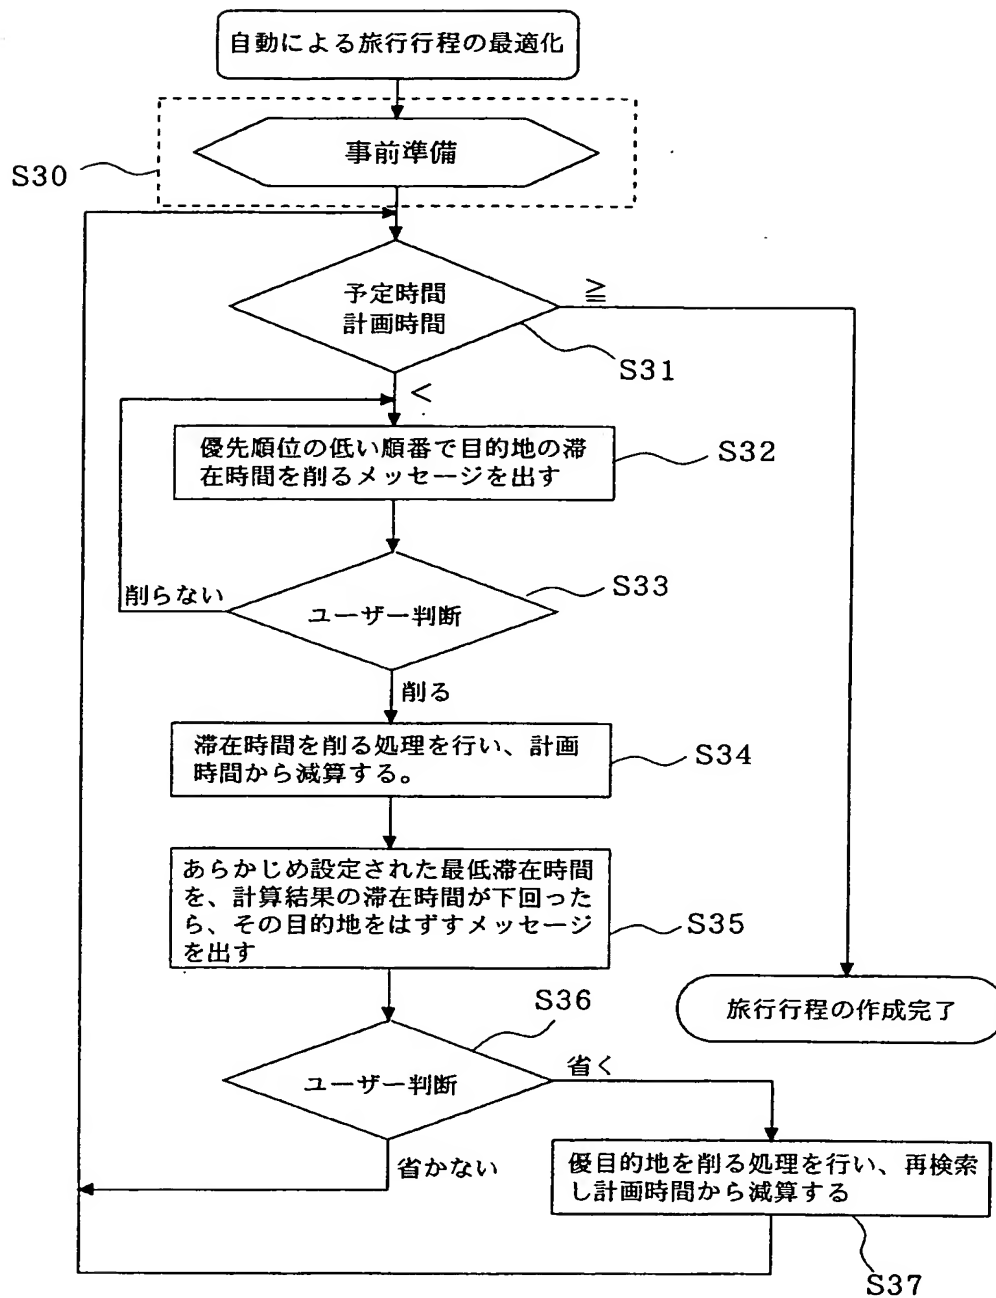 自動による旅行行程の最適化
事前準備
S30
予定時間
計画時間
≧
S31
<
優先順位の低い順番で目的地の滞
在時間を削るメッセージを出す
S32
ユーザー判断
S33
削らない
削る
滞在時間を削る処理を行い、計画
時間から減算する。
S34
あらかじめ設定された最低滞在時間
を、計算結果の滞在時間が下回った
ら、その目的地をはずすメッセージ
を出す
S35
旅行行程の作成完了
S36
ユーザー判断
省く
省かない
優目的地を削る処理を行い、再検索
し計画時間から減算する
S37